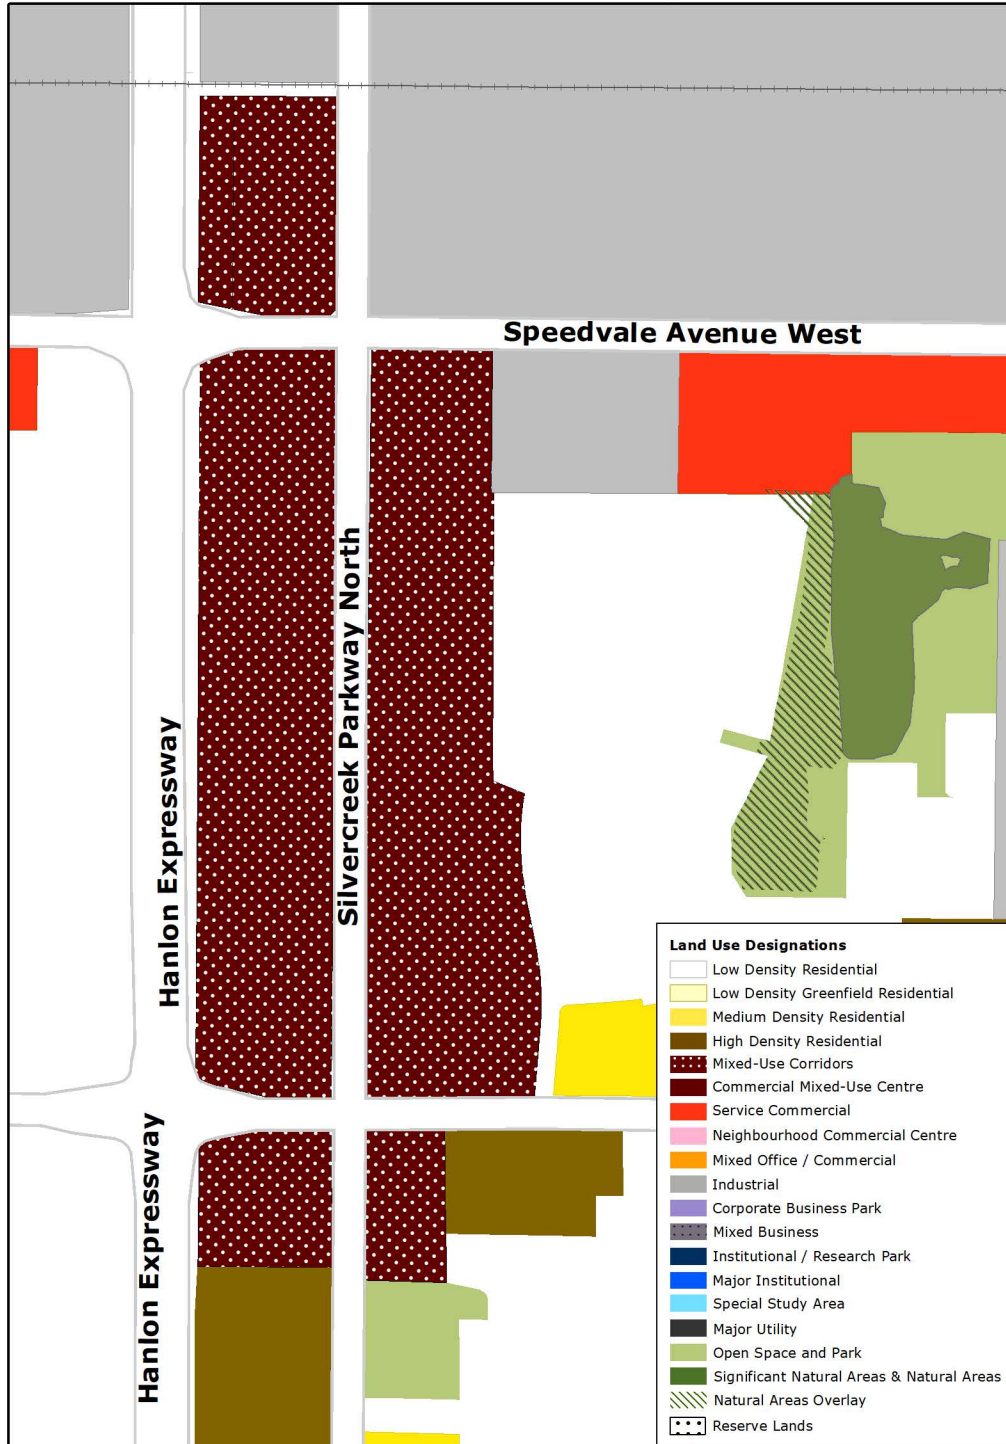 Speedvale Avenue West
Silvercreek Parkway North
Hanlon Expressway
Hanlon Expressway
Land Use Designations
Low Density Residential
Low Density Greenfield Residential
Medium Density Residential
High Density Residential
Mixed-Use Corridors
Commercial Mixed-Use Centre
Service Commercial
Neighbourhood Commercial Centre
Mixed Office / Commercial
Industrial
Corporate Business Park
Mixed Business
Institutional / Research Park
Major Institutional
Special Study Area
Major Utility
Open Space and Park
Significant Natural Areas & Natural Areas
Natural Areas Overlay
Reserve Lands